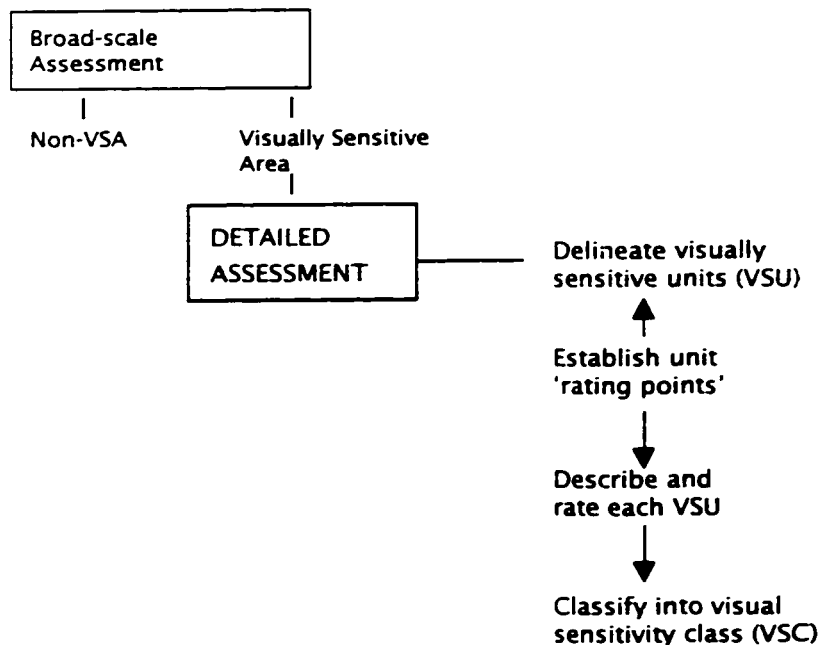 Broad-scale
Assessment
Non-VSA
Visually Sensitive
Area
DETAILED
ASSESSMENT
Delineate visually
sensitive units (VSU)
Establish unit
'rating points'
Describe and
rate each VSU
Classify into visual
sensitivity class (VSC)